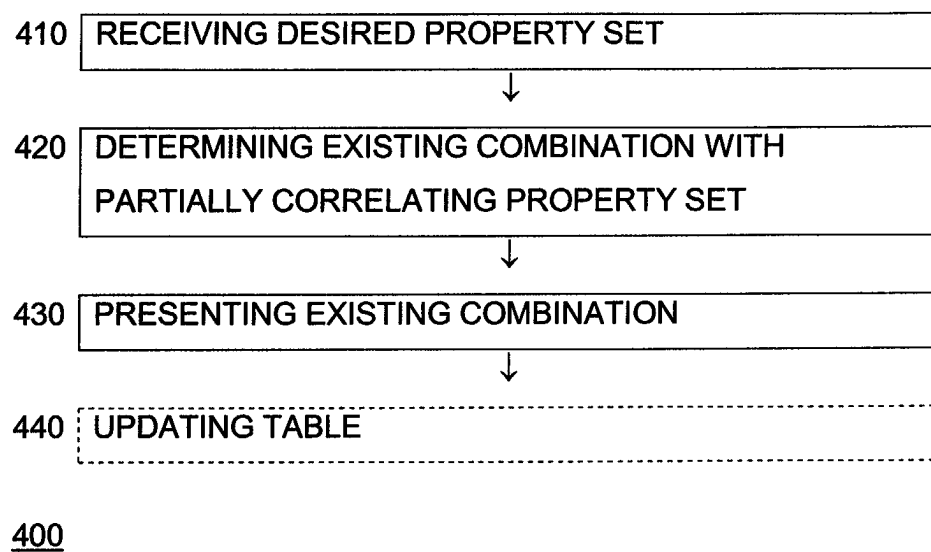 410 RECEIVING DESIRED PROPERTY SET
↓
420 DETERMINING EXISTING COMBINATION WITH
PARTIALLY CORRELATING PROPERTY SET
↓
430 PRESENTING EXISTING COMBINATION
↓
440 UPDATING TABLE
400